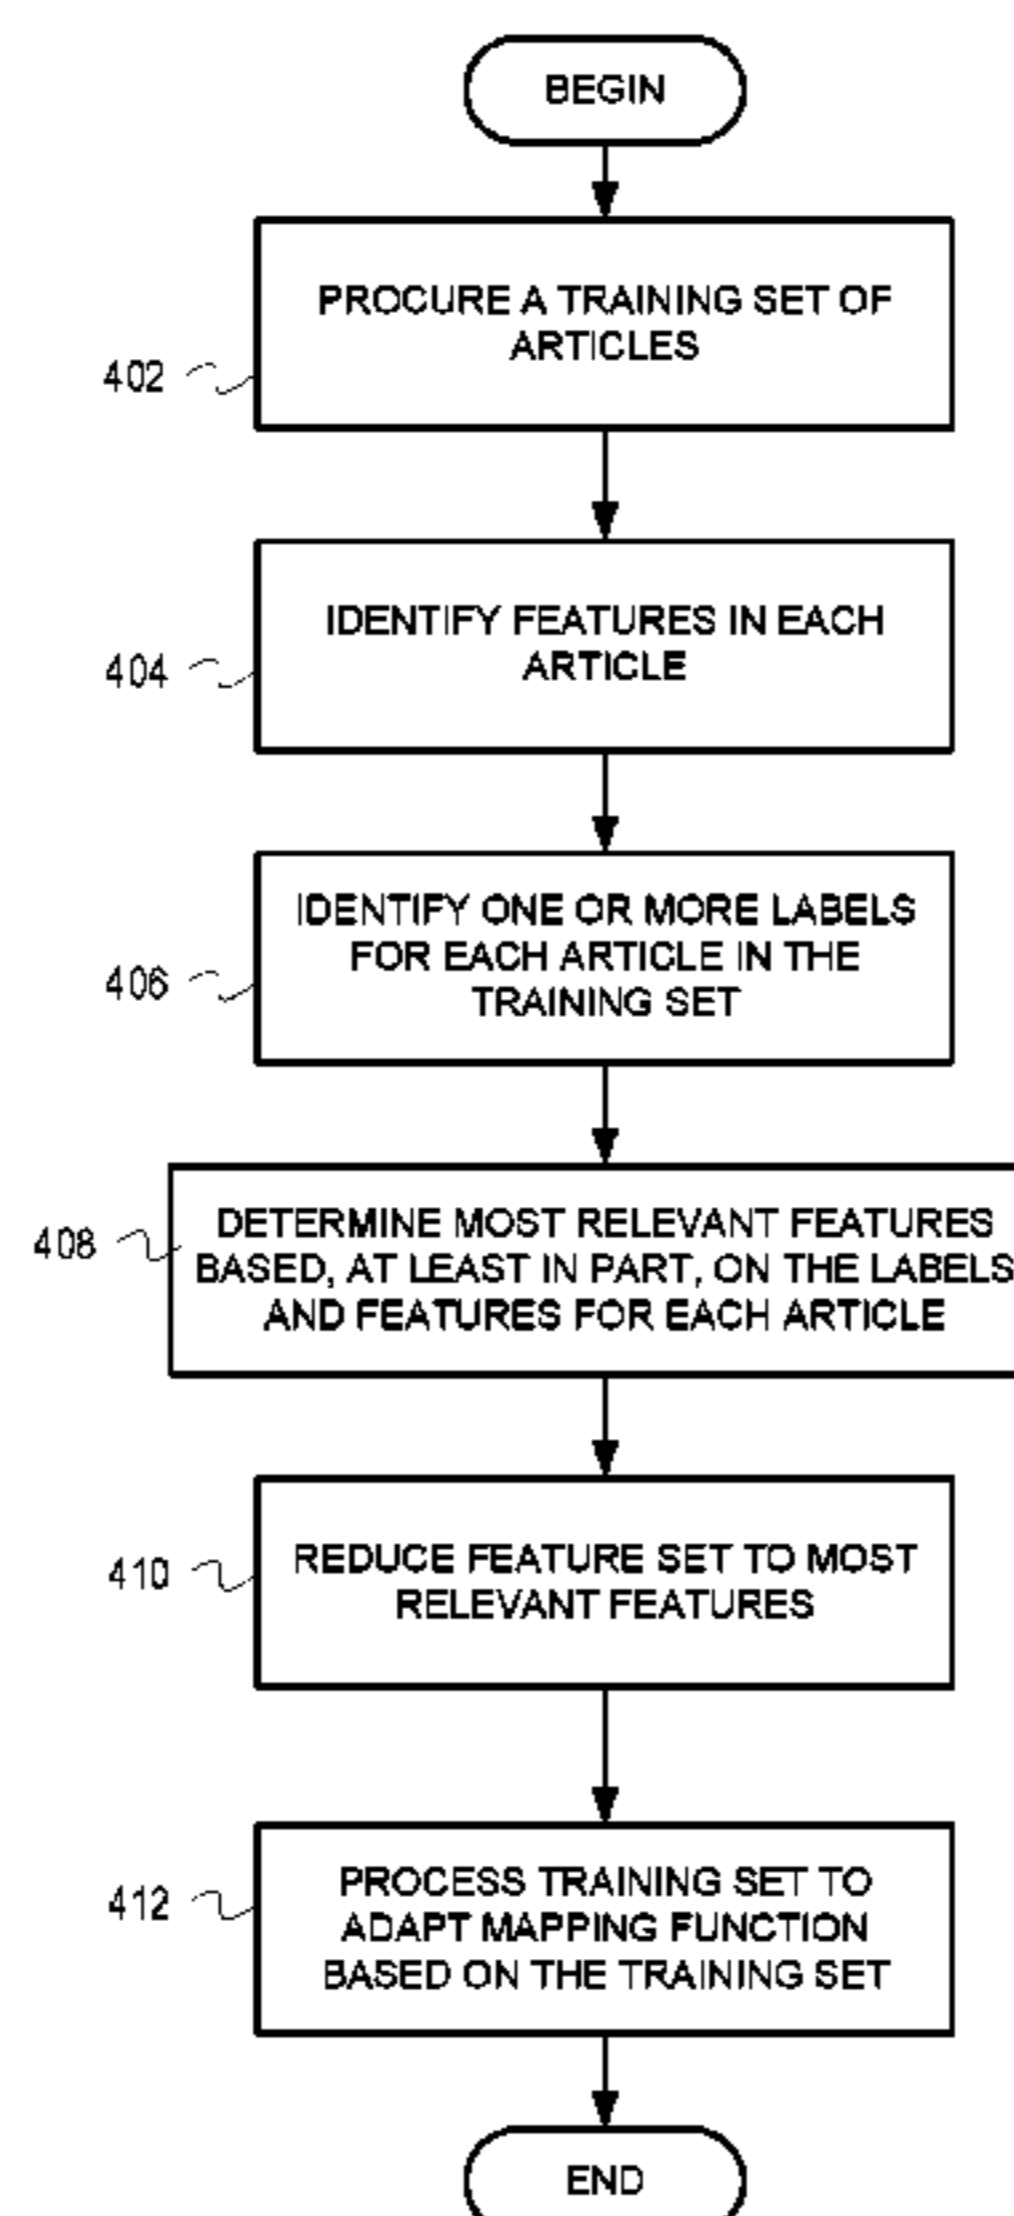 BEGIN
PROCURE A TRAINING SET OF
ARTICLES
402
IDENTIFY FEATURES IN EACH
ARTICLE
404
IDENTIFY ONE OR MORE LABELS
FOR EACH ARTICLE IN THE
TRAINING SET
406
DETERMINE MOST RELEVANT FEATURES
BASED, AT LEAST IN PART, ON THE LABELS
AND FEATURES FOR EACH ARTICLE
408
REDUCE FEATURE SET TO MOST
RELEVANT FEATURES
410
PROCESS TRAINING SET TO
ADAPT MAPPING FUNCTION
BASED ON THE TRAINING SET
412
END